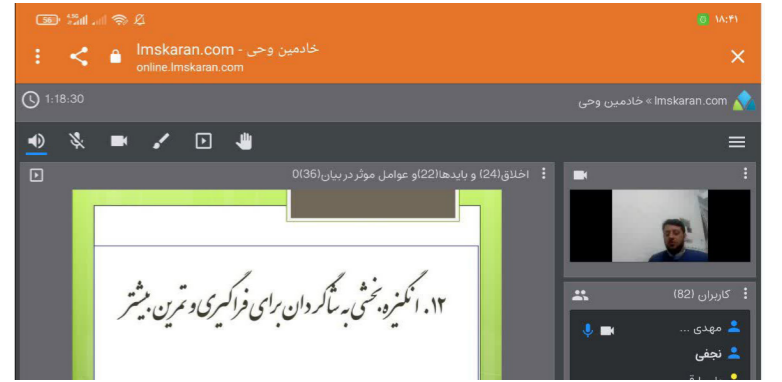 56 ۱۸:۴۱
خادمین وحی - lmskaran.com
online.lmskaran.com
1:18:30
lmskaran.com » خادمین وحی
اخلاق(24) و بایدها(22)و عوامل موثر در بیان(36)0
۱۲. انگیزه بخشی به شاگردان برای فراگیری و تمرین بیشتر
کاربران (82)
مهدی ...
نجفی